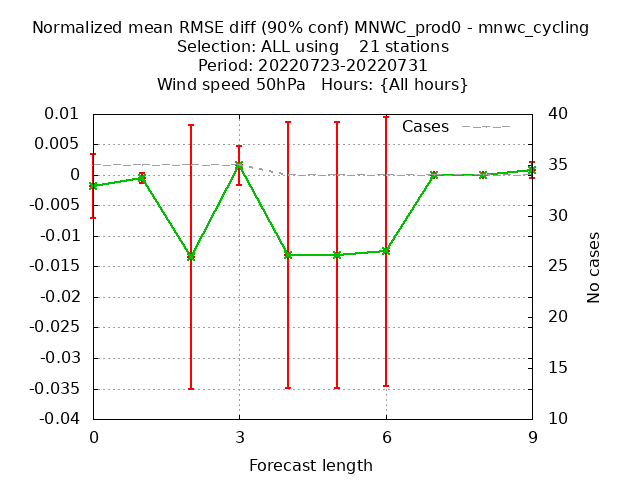 Normalized mean RMSE diff (90% conf) MNWC_prod0 - mnwc_cycling
Selection: ALL using    21 stations
Period: 20220723-20220731
Wind speed 50hPa   Hours: {All hours}
0.01
0.005
0
-0.005
-0.01
-0.015
-0.02
-0.025
-0.03
-0.035
-0.04
Cases
40
35
30
25
20
15
10
No cases
0 3 6 9
Forecast length